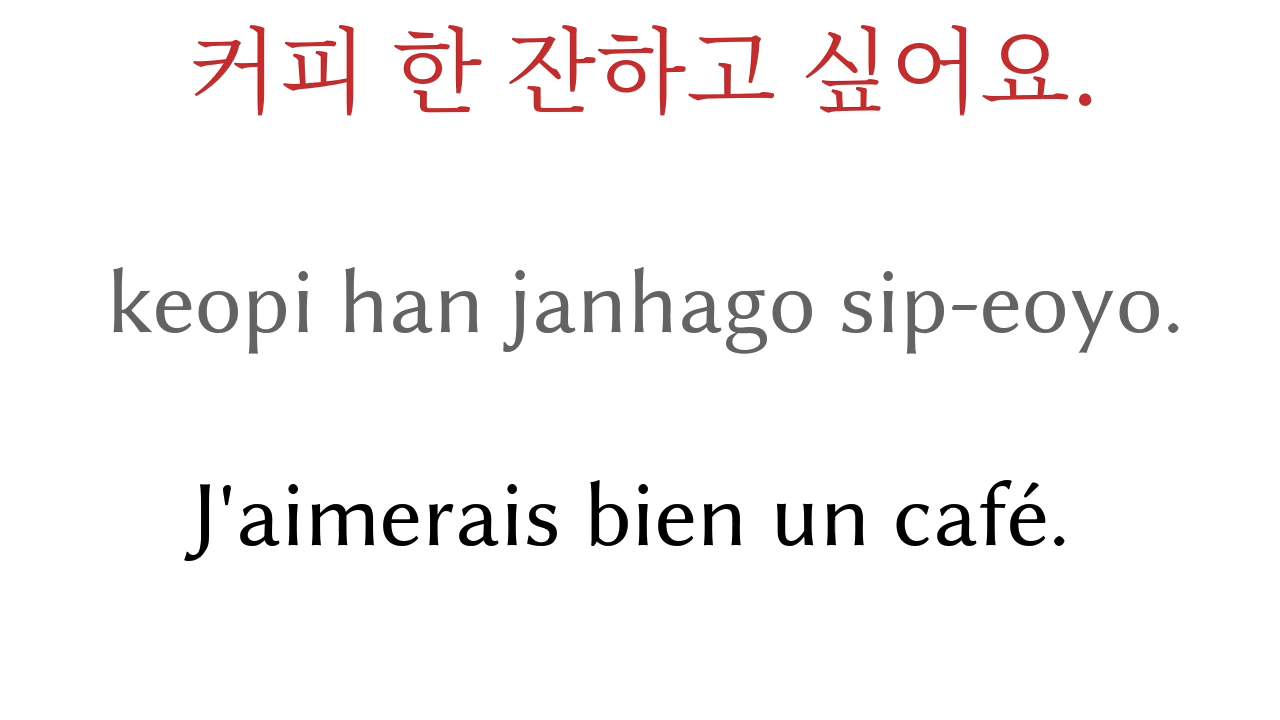 커피 한 잔하고 싶어요.
keopi han janhago sip-eoyo.
J'aimerais bien un café.